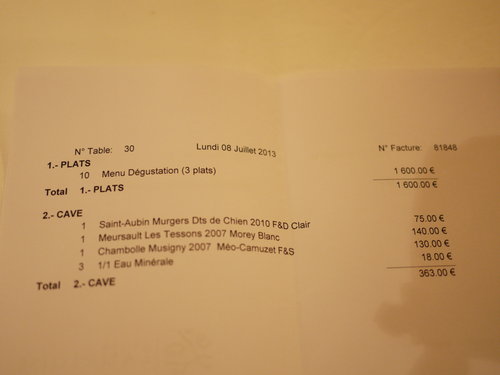 N° Table: 30 Lundi 08 Juillet 2013 N° Facture: 81848
1.- PLATS
10 Menu Dégustation (3 plats) 1 600.00 €
Total 1.- PLATS 1 600.00 €
2.- CAVE
1 Saint-Aubin Murgers Dts de Chien 2010 F&D Clair 75.00 €
1 Meursault Les Tessons 2007 Morey Blanc 140.00 €
1 Chambolle Musigny 2007 Méo-Camuzet F&S 130.00 €
3 1/1 Eau Minérale 18.00 €
Total 2.- CAVE 363.00 €